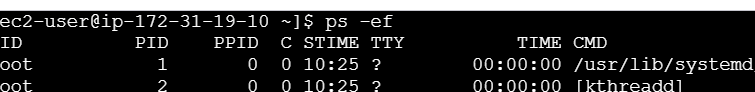 ec2-user@ip-172-31-19-10 ~]$ ps -ef
ID PID PPID C STIME TTY TIME CMD
oot 1 0 0 10:25 ? 00:00:00 /usr/lib/systemd
oot 2 0 0 10:25 ? 00:00:00 [kthreadd]